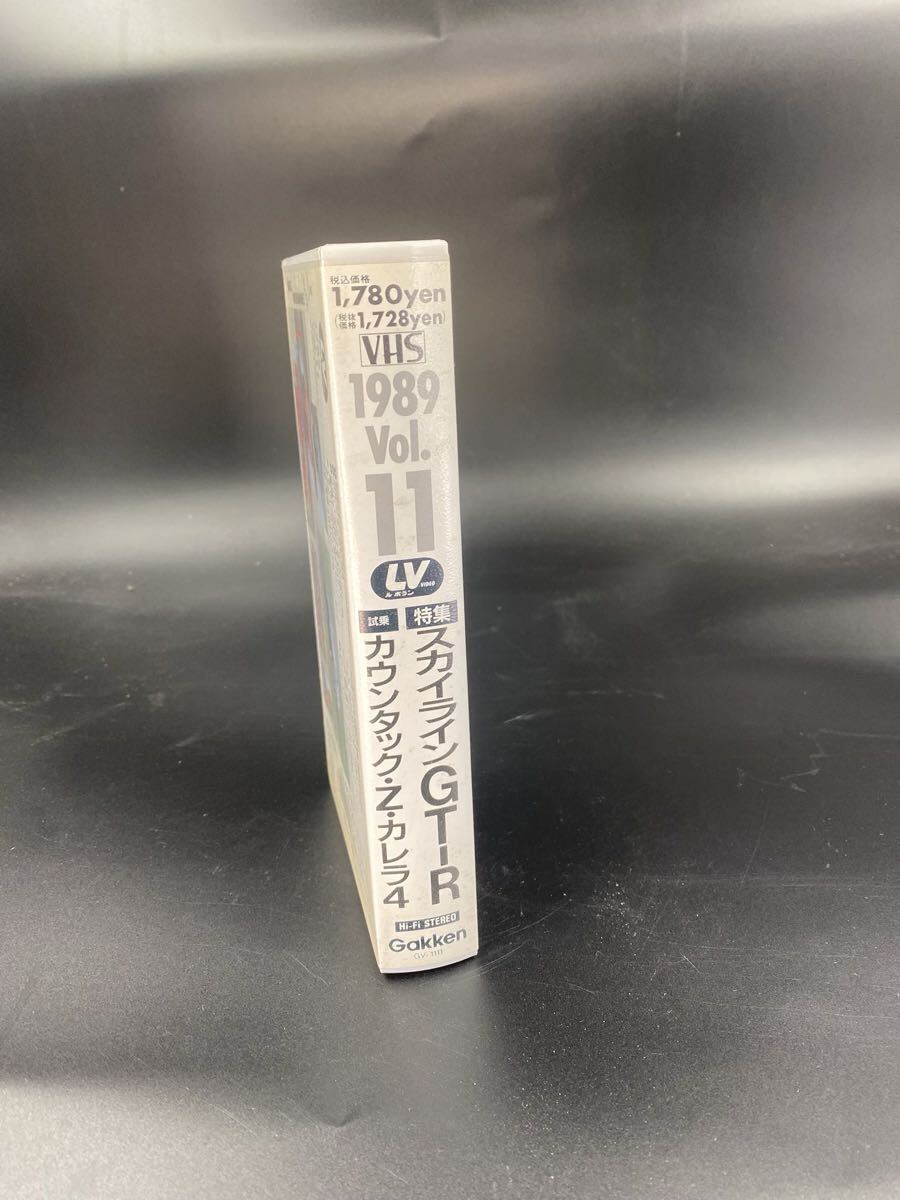 税込価格
1,780yen
(税抜価格1,728yen)
VHS
1989
Vol.
11
LV VIDEO
ルボラン
特集
スカイラインGT-R
試乗
カウンタック・Z・カレラ4
Hi-Fi STEREO
Gakken